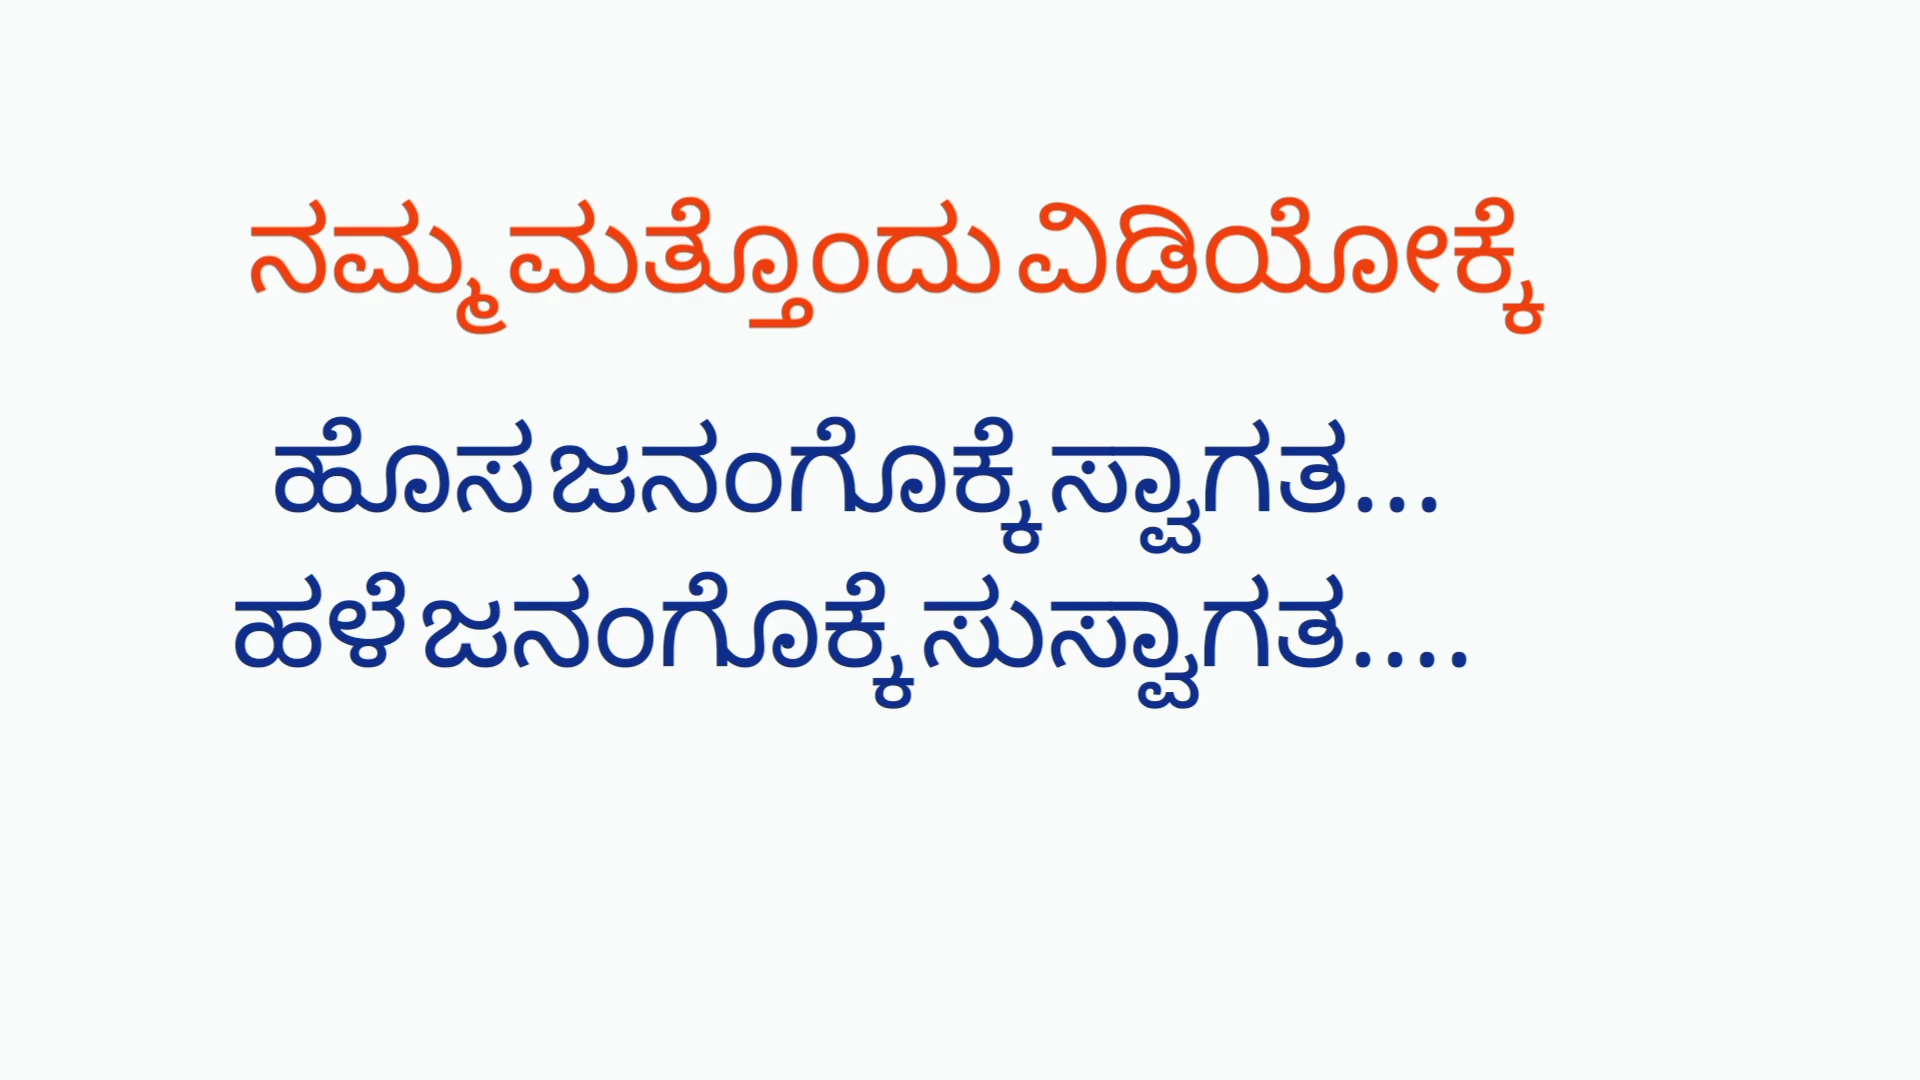 ನಮ್ಮ ಮತ್ತೊಂದು ವಿಡಿಯೋಕ್ಕೆ
ಹೊಸ ಜನಂಗೊಕ್ಕೆ ಸ್ವಾಗತ...
ಹಳೆ ಜನಂಗೊಕ್ಕೆ ಸುಸ್ವಾಗತ....